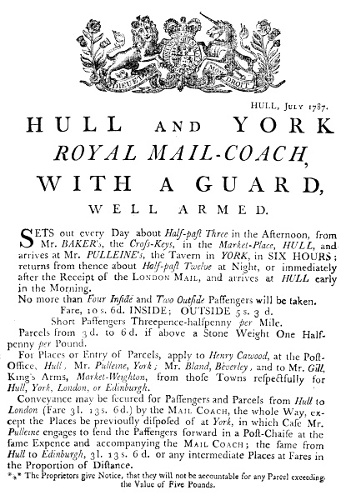 DIEU ET MON DROIT
HULL, JULY 1787.
HULL AND YORK
ROYAL MAIL-COACH,
WITH A GUARD,
WELL ARMED.
SETS out every Day about Half-paſt Three in the Afternoon, from
Mr. BAKER's, the Croſs-Keys, in the Market-Place, HULL, and
arrives at Mr. PULLEINE's, the Tavern in YORK, in SIX HOURS;
returns from thence about Half-paſt Twelve at Night, or immediately
after the Receipt of the LONDON MAIL, and arrives at HULL early
in the Morning.
No more than Four Inſide and Two Outſide Paſſengers will be taken.
Fare, 10s. 6d. INSIDE; OUTSIDE 5s. 3d.
Short Paſſengers Threepence-halfpenny per Mile.
Parcels from 3d. to 6d. if above a Stone Weight One Half-
penny per Pound.
For Places or Entry of Parcels, apply to Henry Cawood, at the Poſt-
Office, Hull; Mr. Pulleine, York; Mr. Bland, Beverley, and to Mr. Gill,
King's Arms, Market-Weighton, from thoſe Towns reſpectfully for
Hull, York, London, or Edinburgh.
Conveyance may be ſecured for Paſſengers and Parcels from Hull to
London (Fare 3l. 13s. 6d.) by the MAIL COACH, the whole Way, ex-
cept the Places be previouſly diſpoſed of at York, in which Caſe Mr.
Pulleine engages to ſend the Paſſengers forward in a Poſt-Chaiſe at the
ſame Expence and accompanying the MAIL COACH; the ſame from
Hull to Edinburgh, 3l. 13s. 6d. or any intermediate Places at Fares in
the Proportion of Diſtance.
*⁎* The Proprietors give Notice, that they will not be accountable for any Parcel exceeding
the Value of Five Pounds.